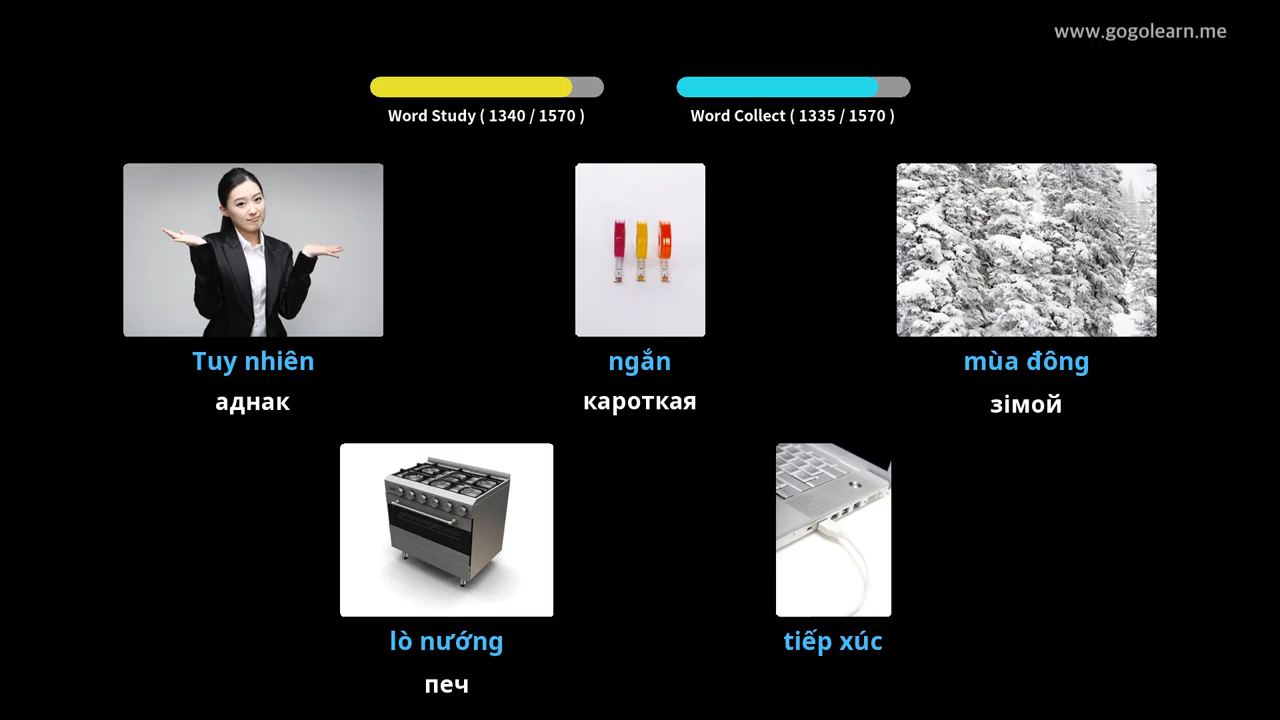 www.gogolearn.me
Word Study ( 1340 / 1570 )
Word Collect ( 1335 / 1570 )
Tuy nhiên
аднак
ngắn
кароткая
mùa đông
зімой
lò nướng
печ
tiếp xúc